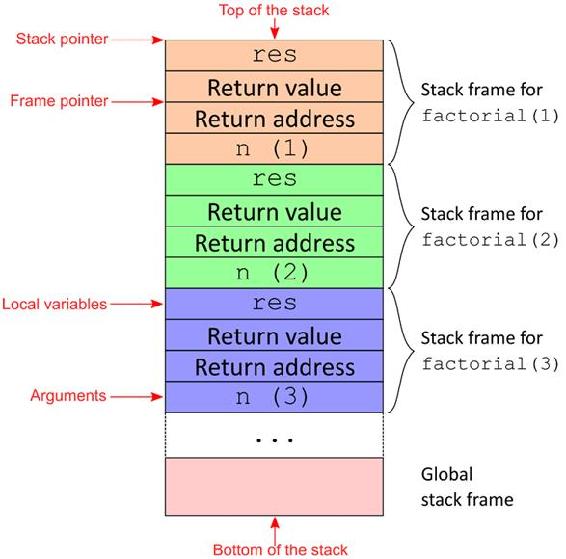 Top of the stack
Stack pointer
res
Return value
Frame pointer
Return address
n (1)
Stack frame for
factorial(1)
res
Return value
Return address
n (2)
Stack frame for
factorial(2)
Local variables
res
Return value
Return address
Arguments
n (3)
Stack frame for
factorial(3)
...
Global
stack frame
Bottom of the stack